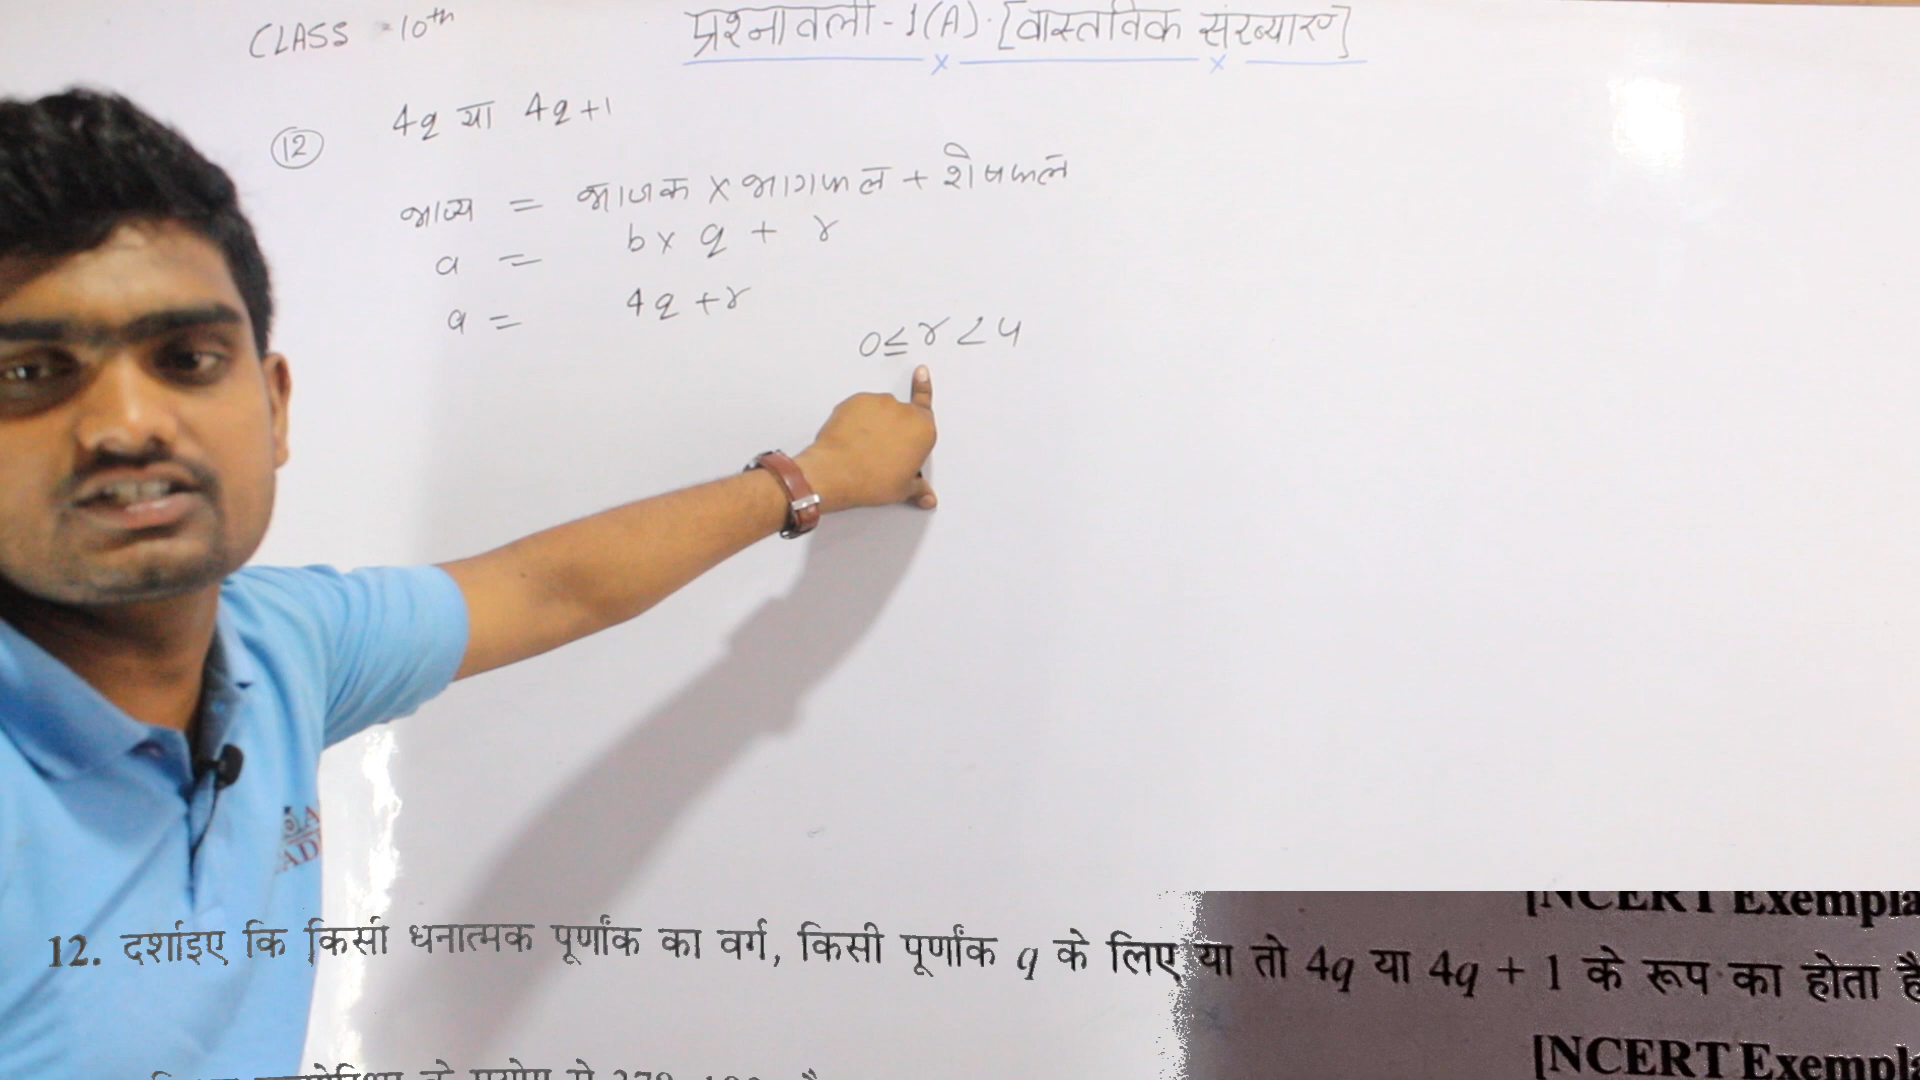 CLASS - 10th
प्रश्नावली - 1(A). [वास्तविक संख्याएँ]
x x
12 4q या 4q+1
भाज्य = भाजक x भागफल + शेषफल
a = b x q + r
a = 4q + r
0≤r<4
[NCERT Exempla
12. दर्शाइए कि किसी धनात्मक पूर्णांक का वर्ग, किसी पूर्णांक q के लिए या तो 4q या 4q + 1 के रूप का होता है
[NCERT Exempla